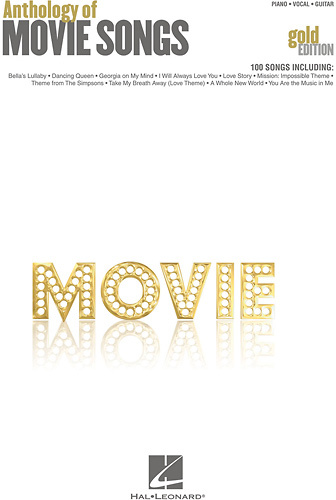 Anthology of
MOVIE SONGS
PIANO • VOCAL • GUITAR
gold
EDITION
100 SONGS INCLUDING:
Bella's Lullaby • Dancing Queen • Georgia on My Mind • I Will Always Love You • Love Story • Mission: Impossible Theme •
Theme from The Simpsons • Take My Breath Away (Love Theme) • A Whole New World • You Are the Music in Me
MOVIE
HAL•LEONARD®